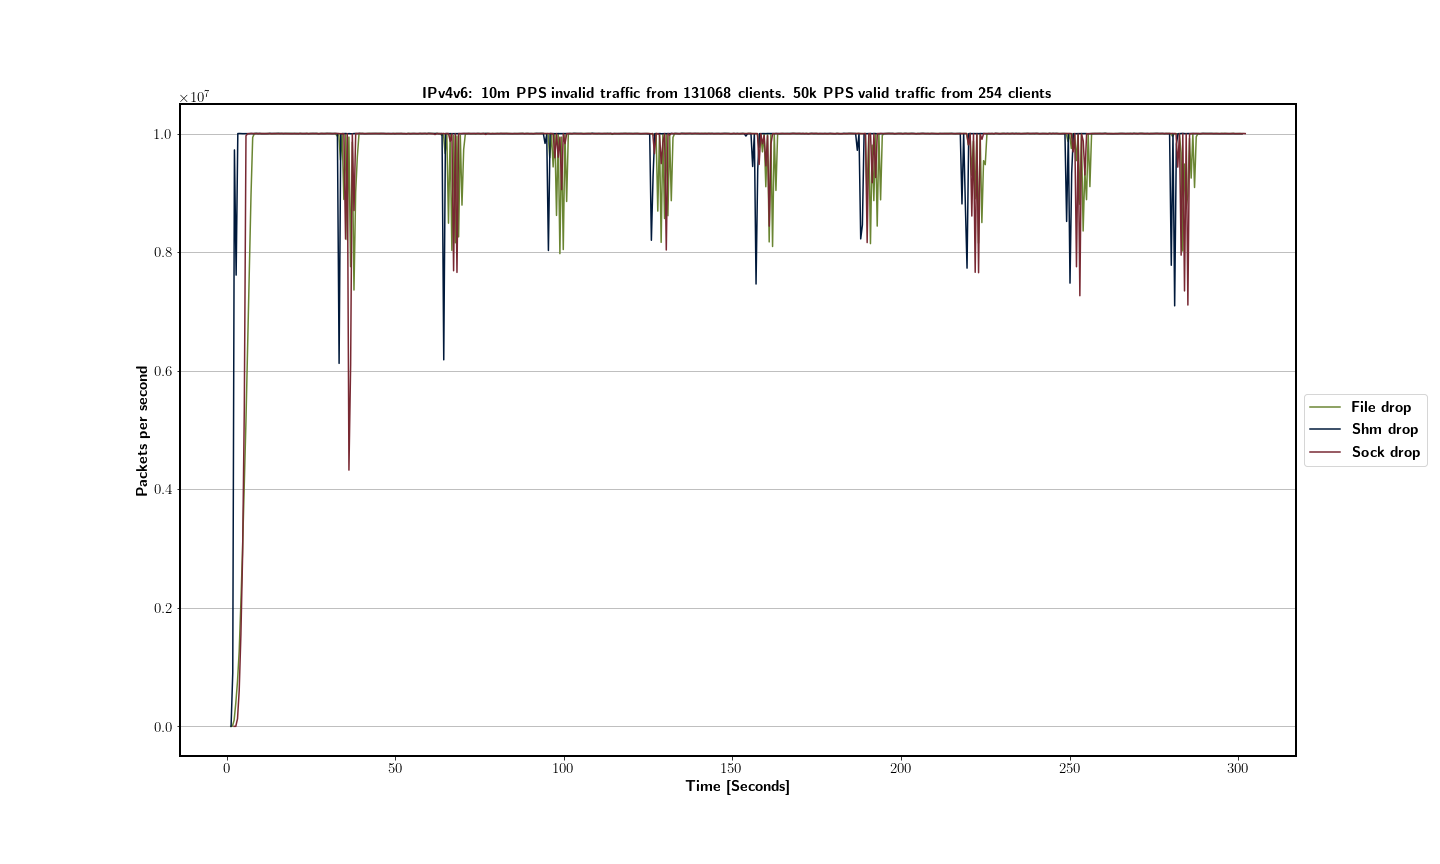 IPv4v6: 10m PPS invalid traffic from 131068 clients. 50k PPS valid traffic from 254 clients
×10⁷
1.0
0.8
0.6
0.4
0.2
0.0
Packets per second
0 50 100 150 200 250 300
Time [Seconds]
File drop
Shm drop
Sock drop